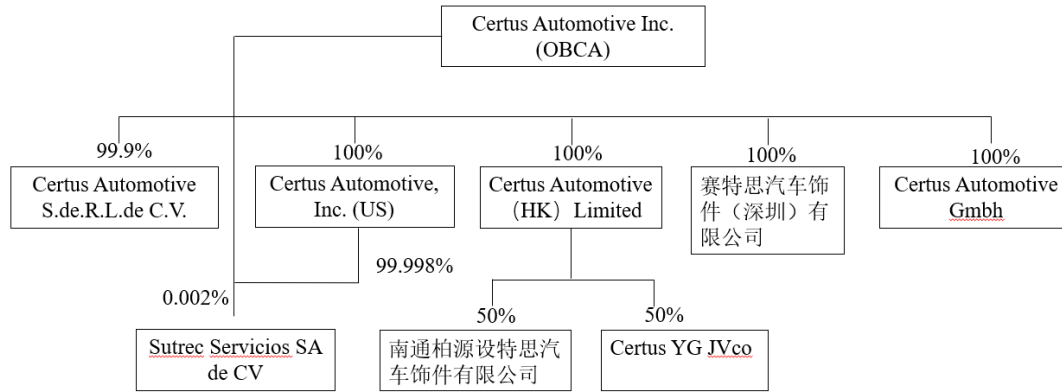 Certus Automotive Inc.
(OBCA)
99.9%
100%
100%
100%
100%
Certus Automotive
S.de.R.L.de C.V.
Certus Automotive,
Inc. (US)
Certus Automotive
（HK）Limited
赛特思汽车饰
件（深圳）有
限公司
Certus Automotive
Gmbh
99.998%
0.002%
50%
50%
Sutrec Servicios SA
de CV
南通柏源设特思汽
车饰件有限公司
Certus YG JVco